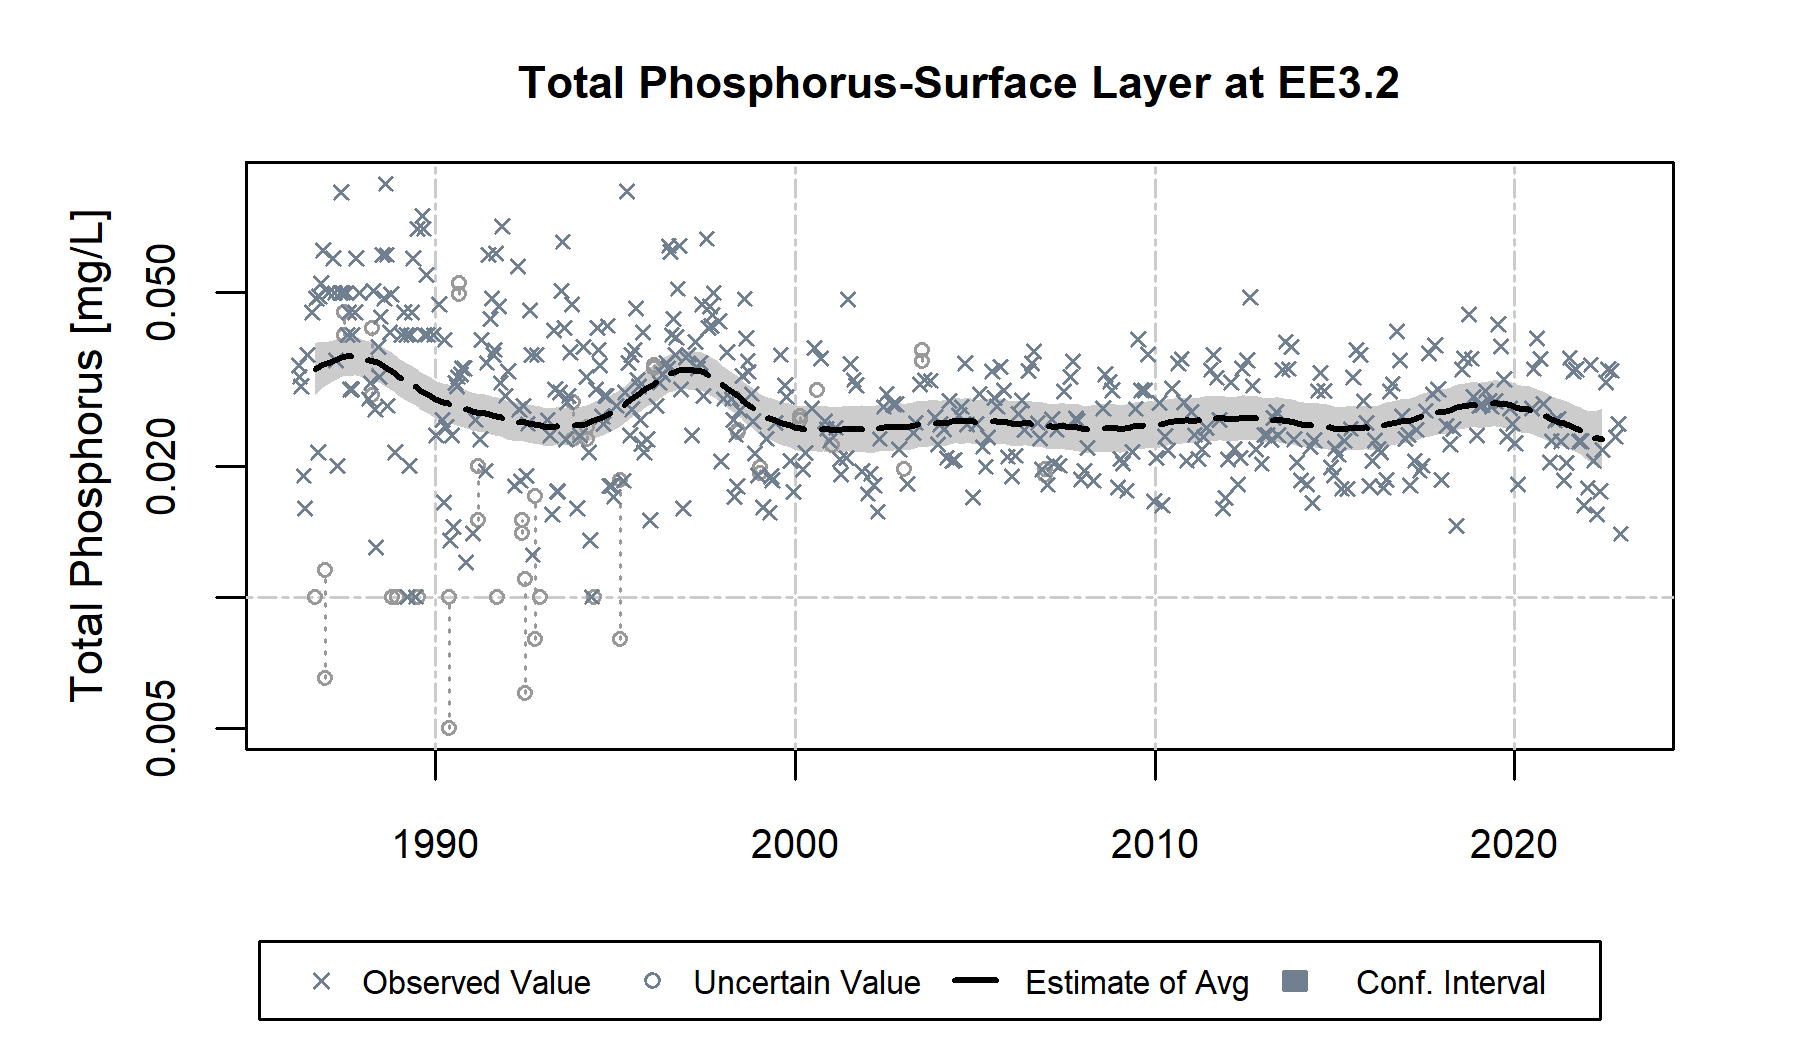 Total Phosphorus-Surface Layer at EE3.2
Total Phosphorus [mg/L]
0.050
0.020
0.005
1990 2000 2010 2020
Observed Value Uncertain Value Estimate of Avg Conf. Interval